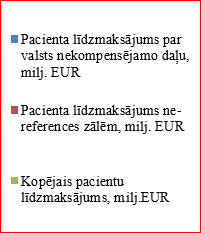 Pacienta līdzmaksājums par
valsts nekompensējamo daļu,
milj. EUR
Pacienta līdzmaksājums ne-
references zālēm, milj. EUR
Kopējais pacientu
līdzmaksājums, milj.EUR